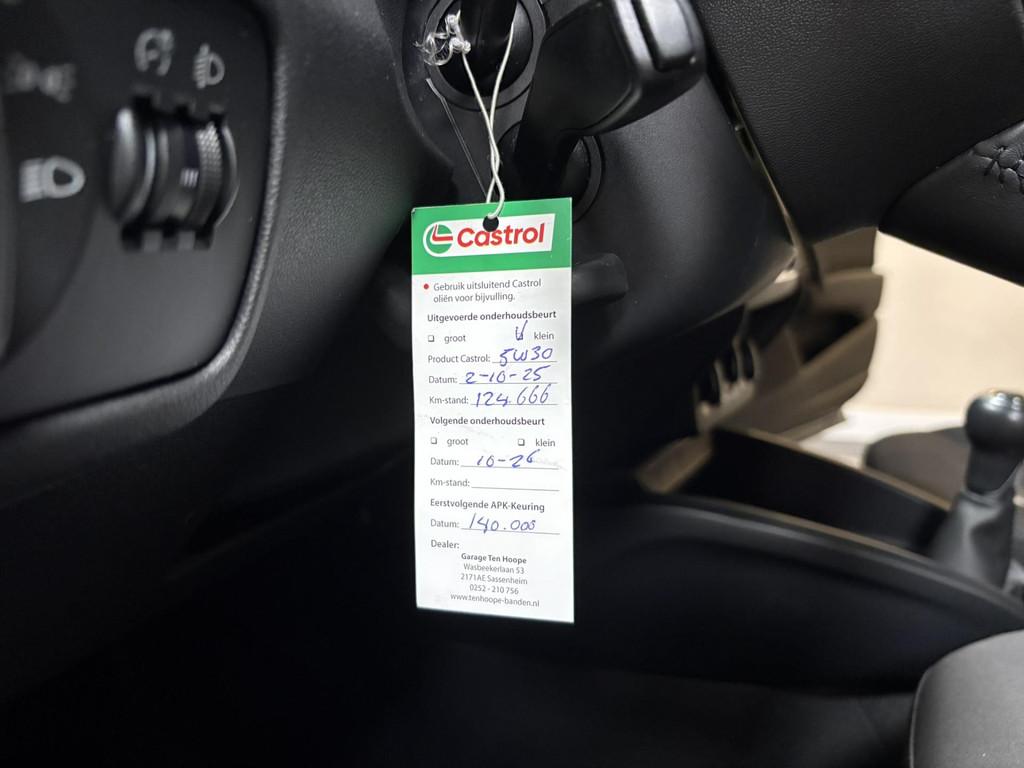 Castrol
Gebruik uitsluitend Castrol
oliën voor bijvulling.
Uitgevoerde onderhoudsbeurt
groot klein
Product Castrol: 5W30
Datum: 2-10-25
Km-stand: 124.666
Volgende onderhoudsbeurt
groot klein
Datum: 10-26
Km-stand:
Eerstvolgende APK-Keuring
Datum: 140.000
Dealer:
Garage Ten Hoope
Wasbeekerlaan 53
2171AE Sassenheim
0252 - 210 756
www.tenhoope-banden.nl